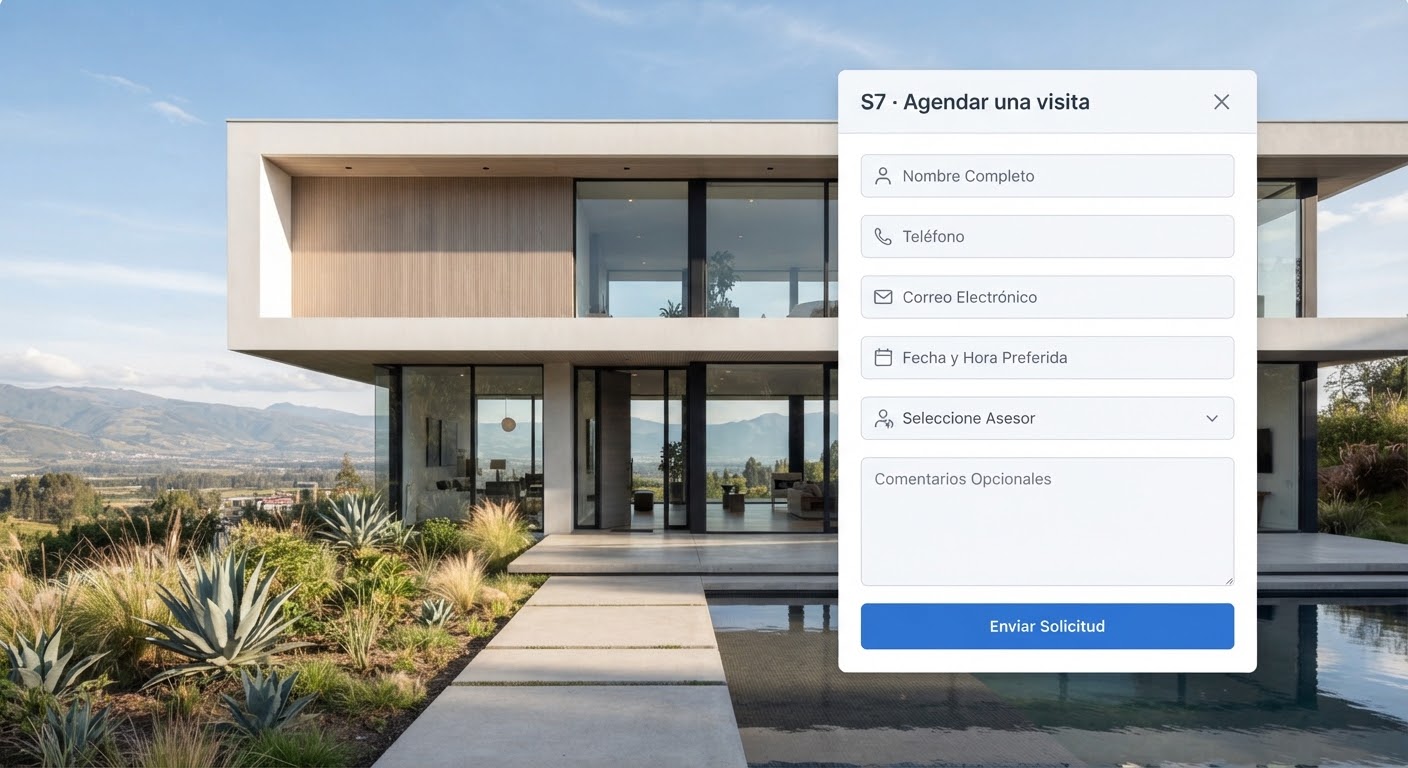 S7 · Agendar una visita
Nombre Completo
Teléfono
Correo Electrónico
Fecha y Hora Preferida
Seleccione Asesor
Comentarios Opcionales
Enviar Solicitud